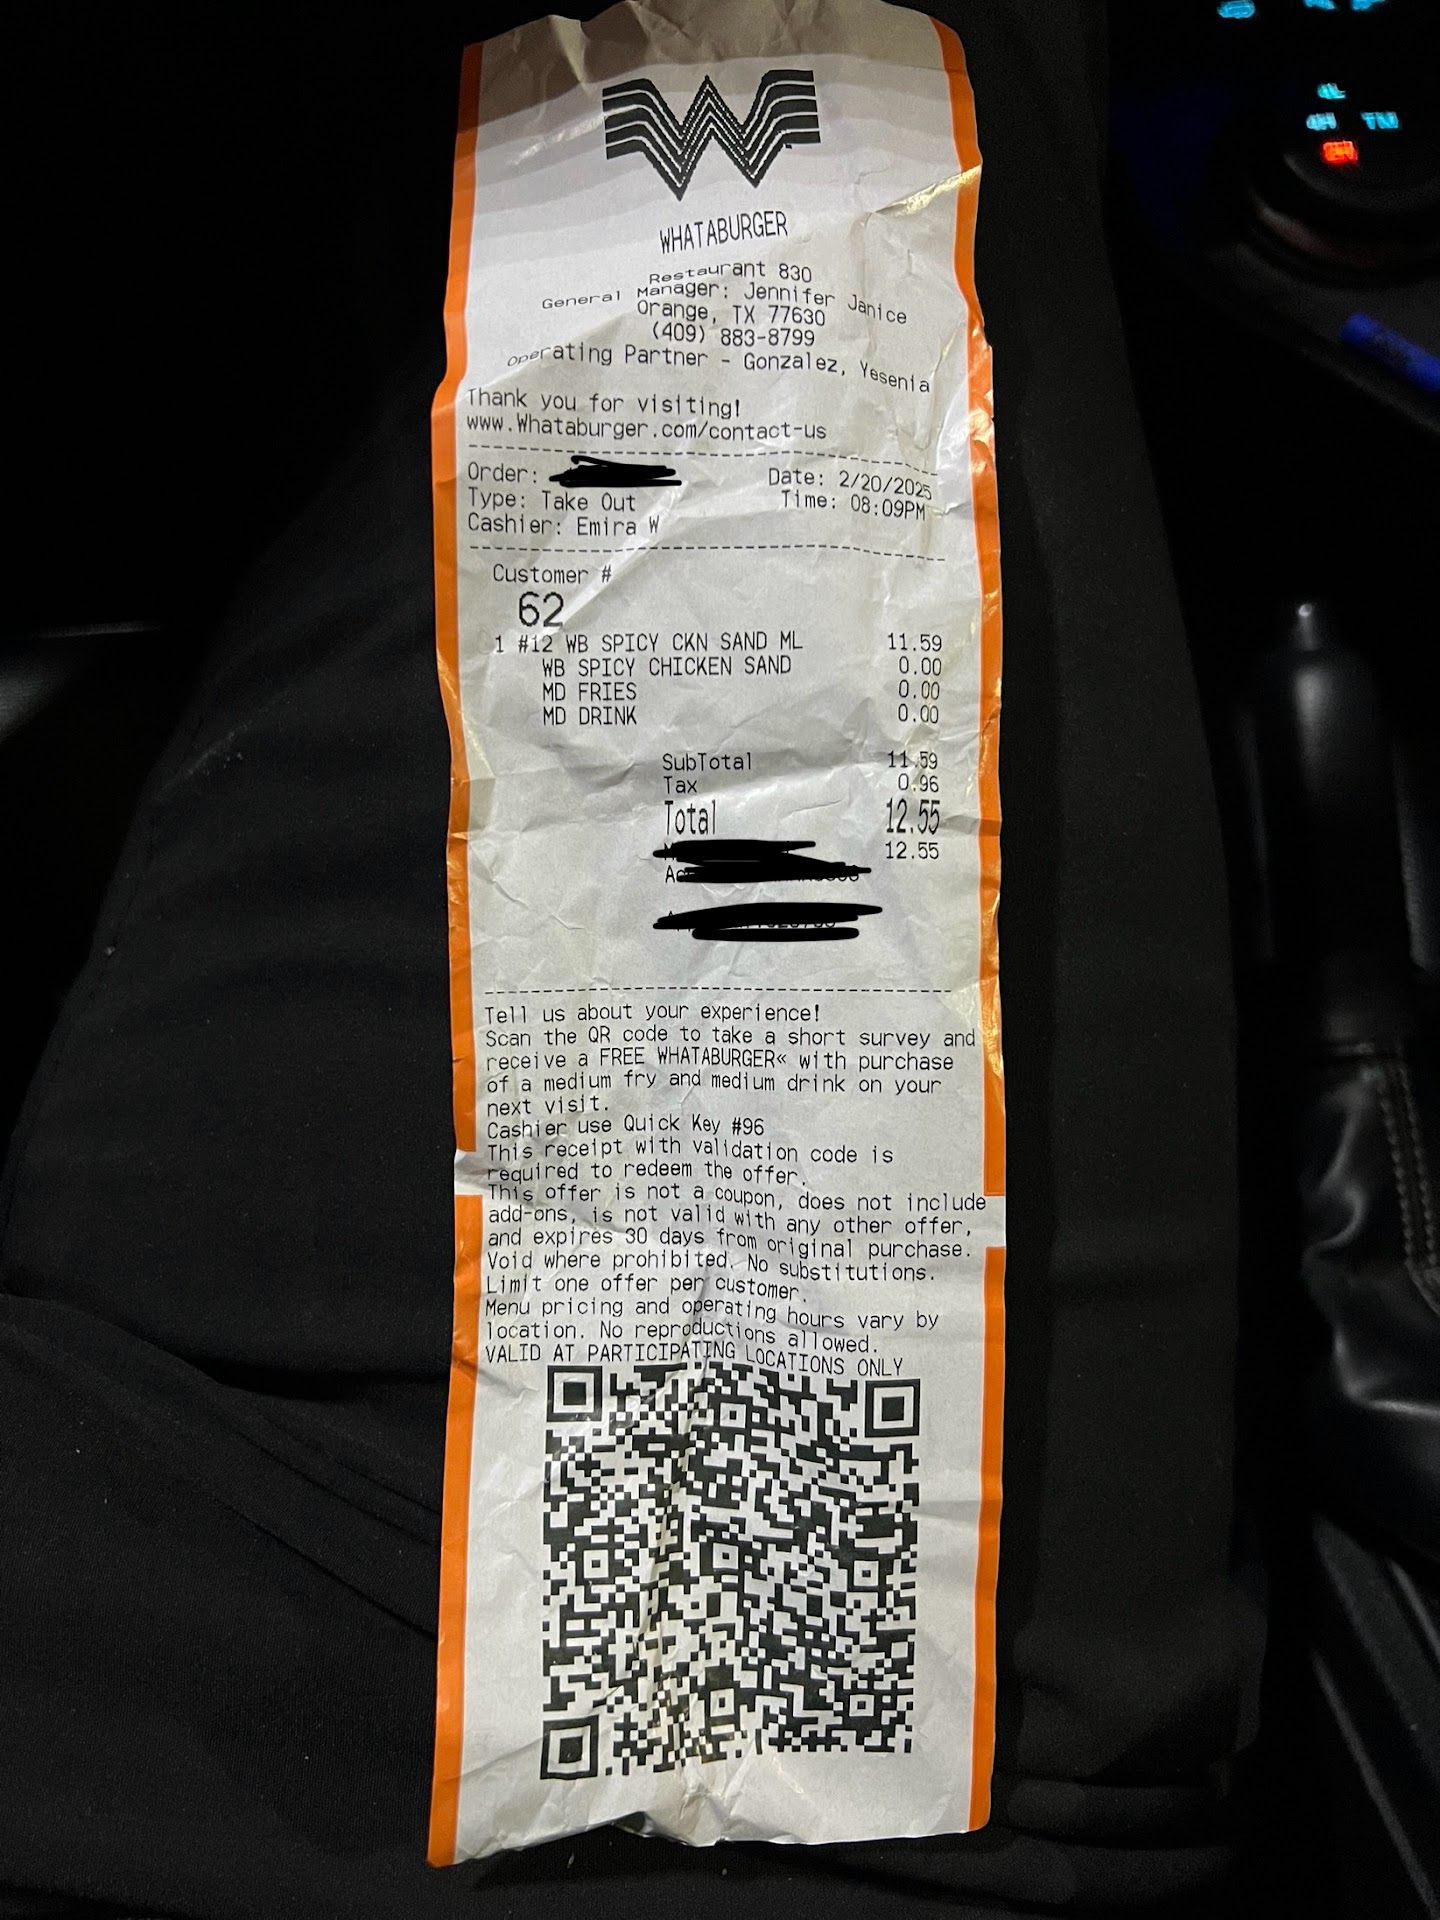 WHATABURGER
Restaurant 830
General Manager: Jennifer Janice
Orange, TX 77630
(409) 883-8799
Operating Partner - Gonzalez, Yesenia
Thank you for visiting!
www.Whataburger.com/contact-us
Order:
Date: 2/20/2025
Type: Take Out
Time: 08:09PM
Cashier: Emira W
Customer #
62
1 #12 WB SPICY CKN SAND ML 11.59
WB SPICY CHICKEN SAND 0.00
MD FRIES 0.00
MD DRINK 0.00
SubTotal 11.59
Tax 0.96
Total 12.55
12.55
Tell us about your experience!
Scan the QR code to take a short survey and
receive a FREE WHATABURGER« with purchase
of a medium fry and medium drink on your
next visit.
Cashier use Quick Key #96
This receipt with validation code is
required to redeem the offer.
This offer is not a coupon, does not include
add-ons, is not valid with any other offer,
and expires 30 days from original purchase.
Void where prohibited. No substitutions.
Limit one offer per customer.
Menu pricing and operating hours vary by
location. No reproductions allowed.
VALID AT PARTICIPATING LOCATIONS ONLY
4L
4H
2H